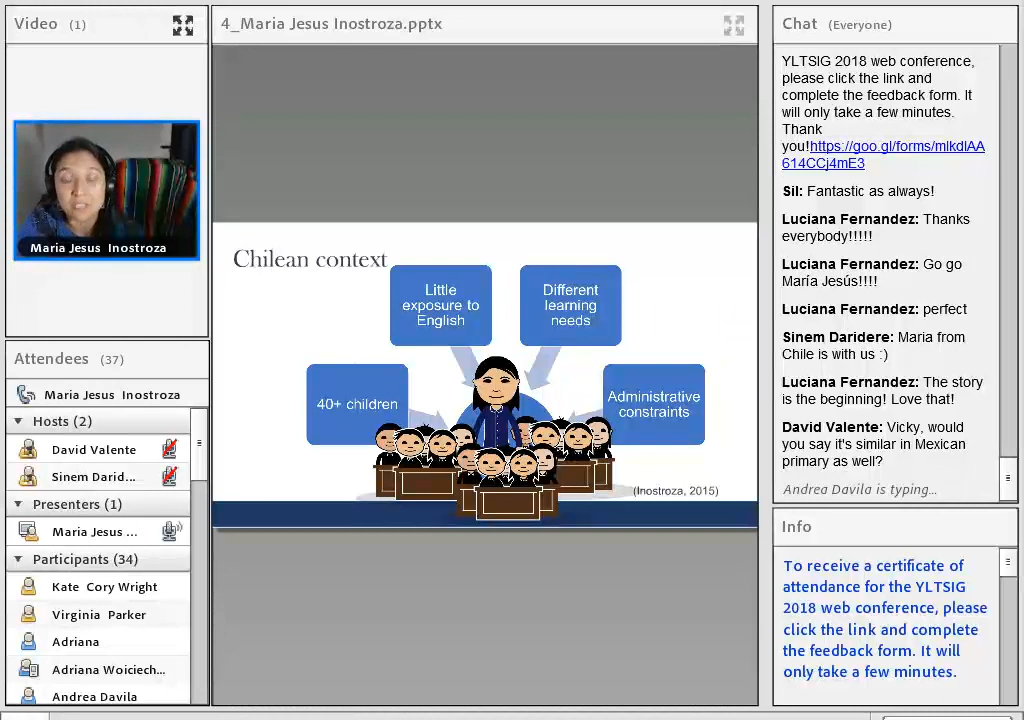 Video (1)
Maria Jesus Inostroza
Attendees (37)
Maria Jesus Inostroza
Hosts (2)
David Valente
Sinem Darid...
Presenters (1)
Maria Jesus ...
Participants (34)
Kate Cory Wright
Virginia Parker
Adriana
Adriana Woiciech...
Andrea Davila
4_Maria Jesus Inostroza.pptx
Chilean context
Little
exposure to
English
Different
learning
needs
40+ children
Administrative
constraints
(Inostroza, 2015)
Chat (Everyone)
YLTSIG 2018 web conference,
please click the link and
complete the feedback form. It
will only take a few minutes.
Thank
you!https://goo.gl/forms/mlkdlAA
614CCj4mE3
Sil: Fantastic as always!
Luciana Fernandez: Thanks
everybody!!!!!
Luciana Fernandez: Go go
María Jesús!!!!
Luciana Fernandez: perfect
Sinem Daridere: Maria from
Chile is with us :)
Luciana Fernandez: The story
is the beginning! Love that!
David Valente: Vicky, would
you say it's similar in Mexican
primary as well?
Andrea Davila is typing...
Info
To receive a certificate of
attendance for the YLTSIG
2018 web conference, please
click the link and complete
the feedback form. It will
only take a few minutes.